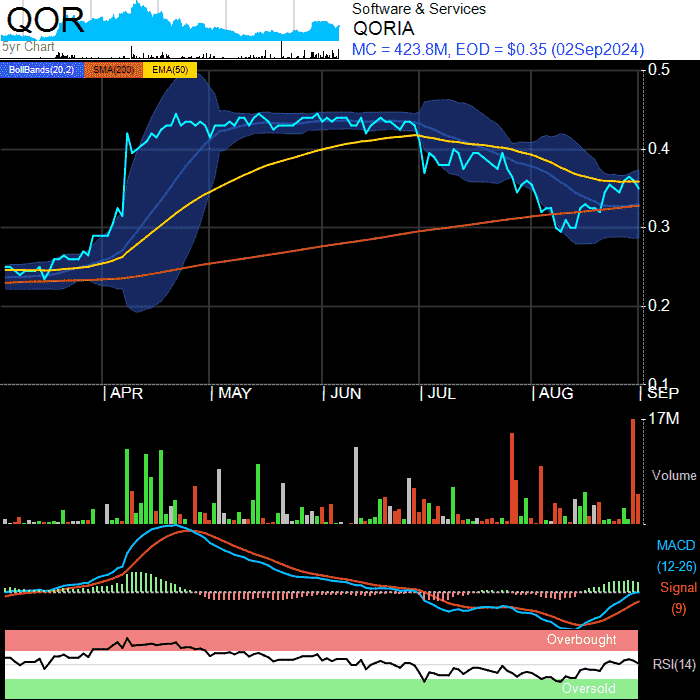 QOR
5yr Chart
Software & Services
QORIA
MC = 423.8M, EOD = $0.35 (02Sep2024)
BollBands(20,2) SMA(200) EMA(50)
0.5
0.4
0.3
0.2
0.1
APR MAY JUN JUL AUG SEP
17M
Volume
MACD
(12-26)
Signal
(9)
Overbought
RSI(14)
Oversold